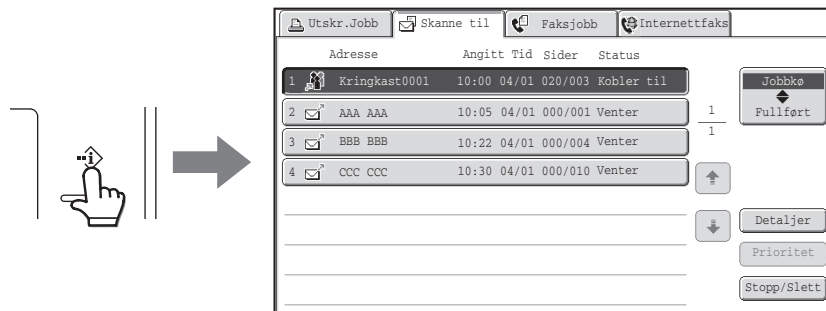 Utskr.Jobb Skanne til Faksjobb Internettfaks
Adresse Angitt Tid Sider Status
1 Kringkast0001 10:00 04/01 020/003 Kobler til
2 AAA AAA 10:05 04/01 000/001 Venter
3 BBB BBB 10:22 04/01 000/004 Venter
4 CCC CCC 10:30 04/01 000/010 Venter
1
1
Jobbkø
Fullført
Detaljer
Prioritet
Stopp/Slett